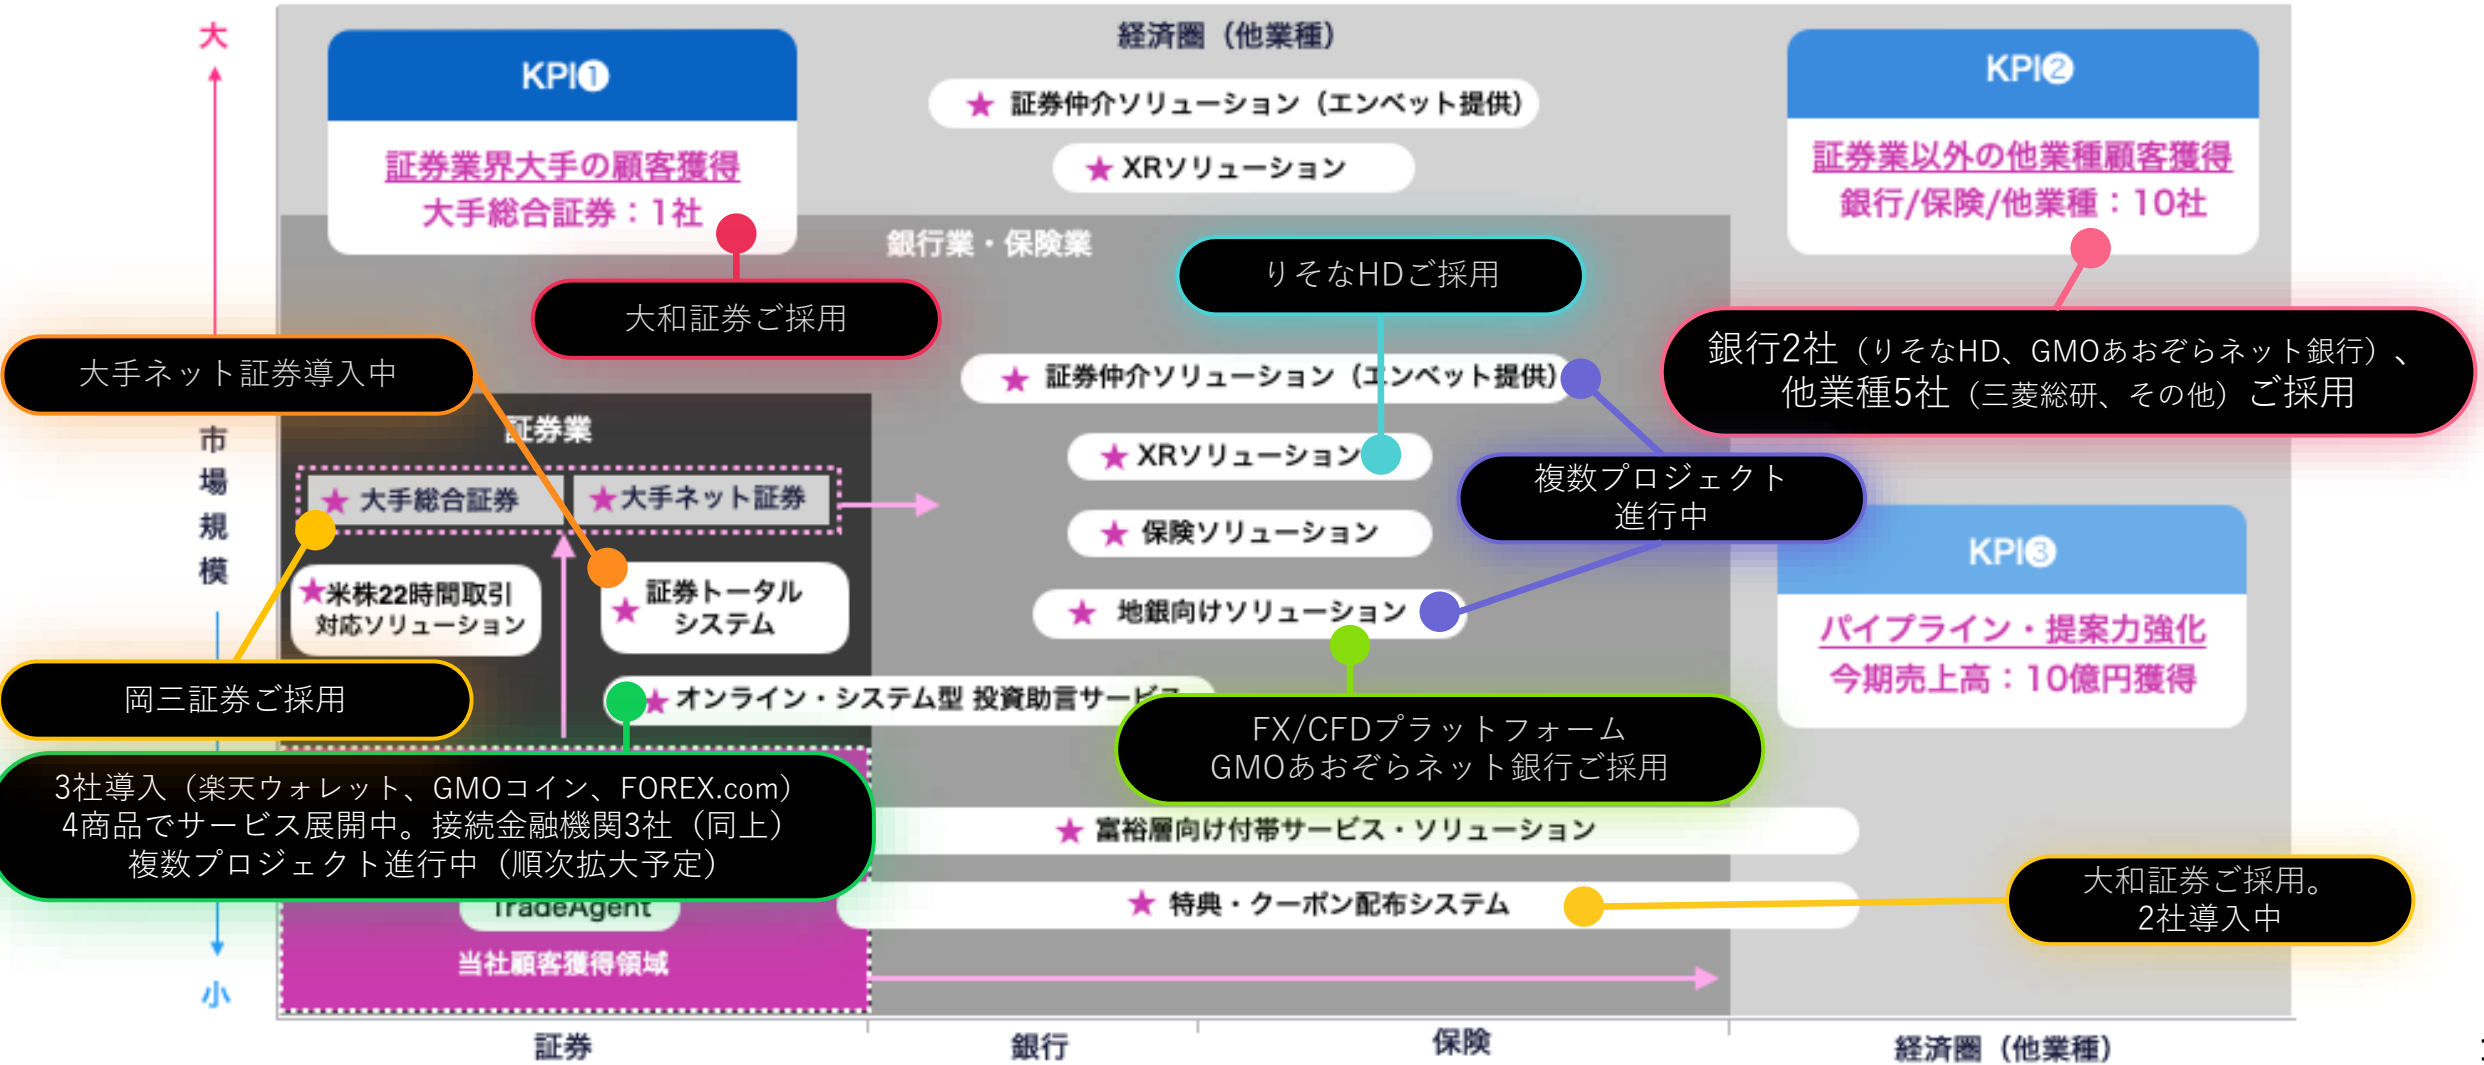 大
経済圏（他業種）
KPI❶
証券業界大手の顧客獲得
大手総合証券：1社
★ 証券仲介ソリューション（エンベット提供）
★ XRソリューション
KPI❷
証券業以外の他業種顧客獲得
銀行/保険/他業種：10社
銀行業・保険業
大和証券ご採用
りそなHDご採用
銀行2社（りそなHD、GMOあおぞらネット銀行）、
他業種5社（三菱総研、その他）ご採用
大手ネット証券導入中
★ 証券仲介ソリューション（エンベット提供）
市場規模
証券業
★ 大手総合証券
★ 大手ネット証券
★ XRソリューション
複数プロジェクト
進行中
★ 保険ソリューション
KPI❸
パイプライン・提案力強化
今期売上高：10億円獲得
★米株22時間取引
対応ソリューション
★ 証券トータル
システム
★ 地銀向けソリューション
岡三証券ご採用
★ オンライン・システム型 投資助言サービス
FX/CFDプラットフォーム
GMOあおぞらネット銀行ご採用
3社導入（楽天ウォレット、GMOコイン、FOREX.com）
4商品でサービス展開中。接続金融機関3社（同上）
複数プロジェクト進行中（順次拡大予定）
★ 富裕層向け付帯サービス・ソリューション
TradeAgent
★ 特典・クーポン配布システム
大和証券ご採用。
2社導入中
当社顧客獲得領域
小
証券
銀行
保険
経済圏（他業種）